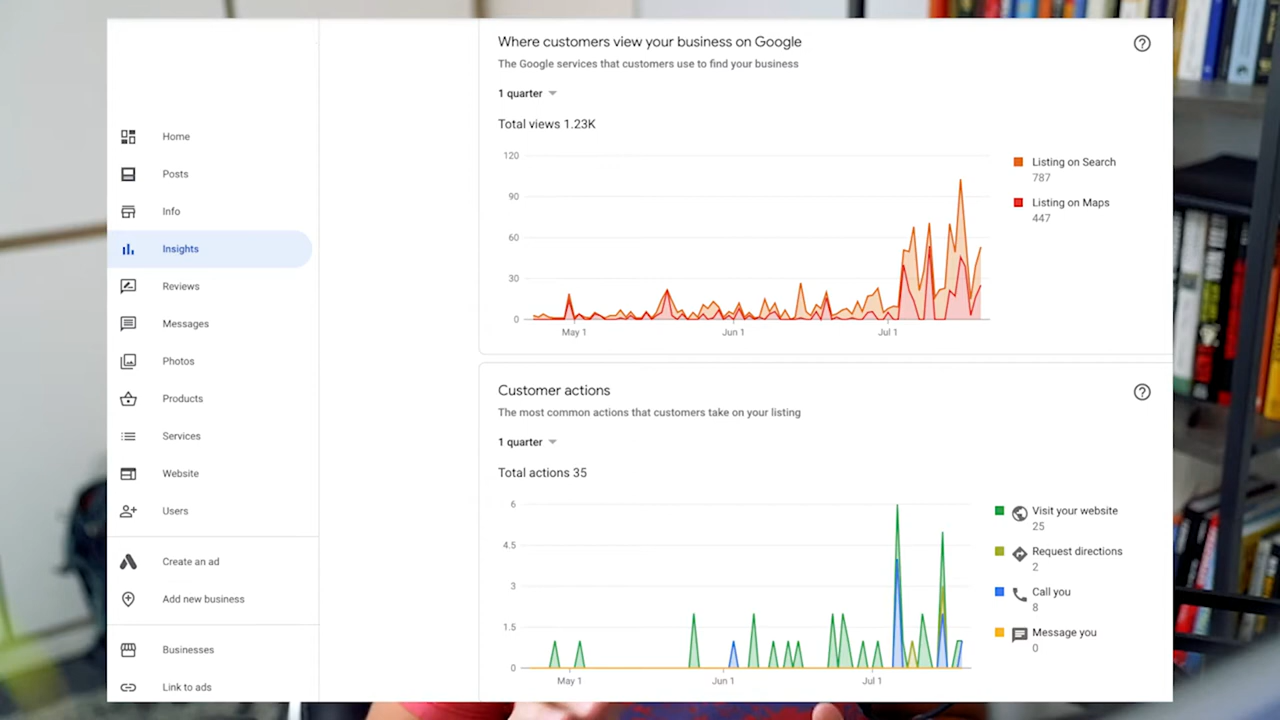 Home
Posts
Info
Insights
Reviews
Messages
Photos
Products
Services
Website
Users
Create an ad
Add new business
Businesses
Link to ads
Where customers view your business on Google
The Google services that customers use to find your business
1 quarter
Total views 1.23K
120
90
60
30
0
May 1
Jun 1
Jul 1
Listing on Search
787
Listing on Maps
447
Customer actions
The most common actions that customers take on your listing
1 quarter
Total actions 35
6
4.5
3
1.5
0
May 1
Jun 1
Jul 1
Visit your website
25
Request directions
2
Call you
8
Message you
0